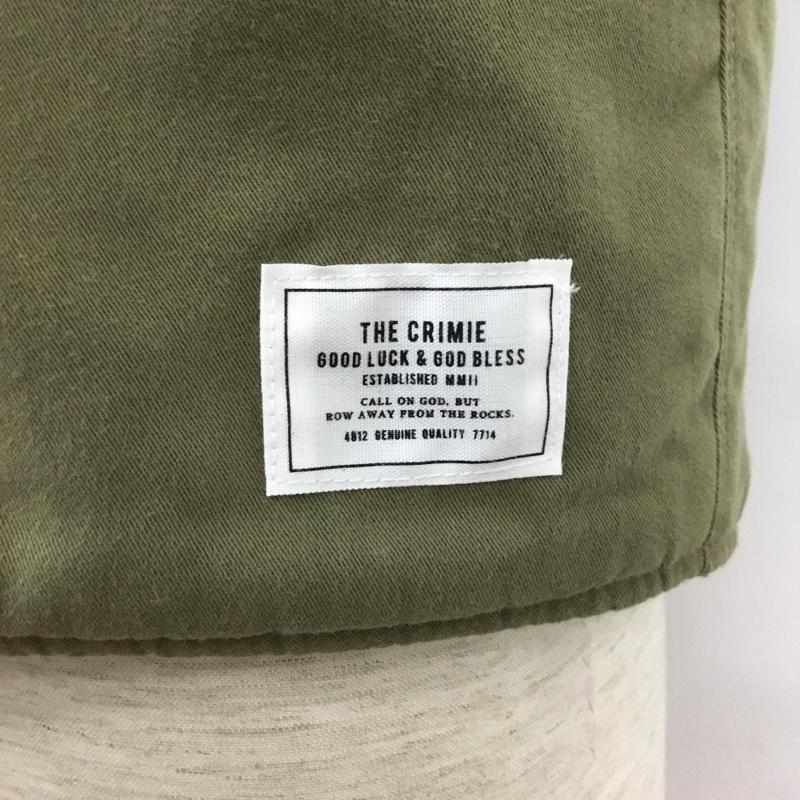 THE CRIMIE
GOOD LUCK & GOD BLESS
ESTABLISHED MMII
CALL ON GOD, BUT
ROW AWAY FROM THE ROCKS.
4812 GENUINE QUALITY 7714